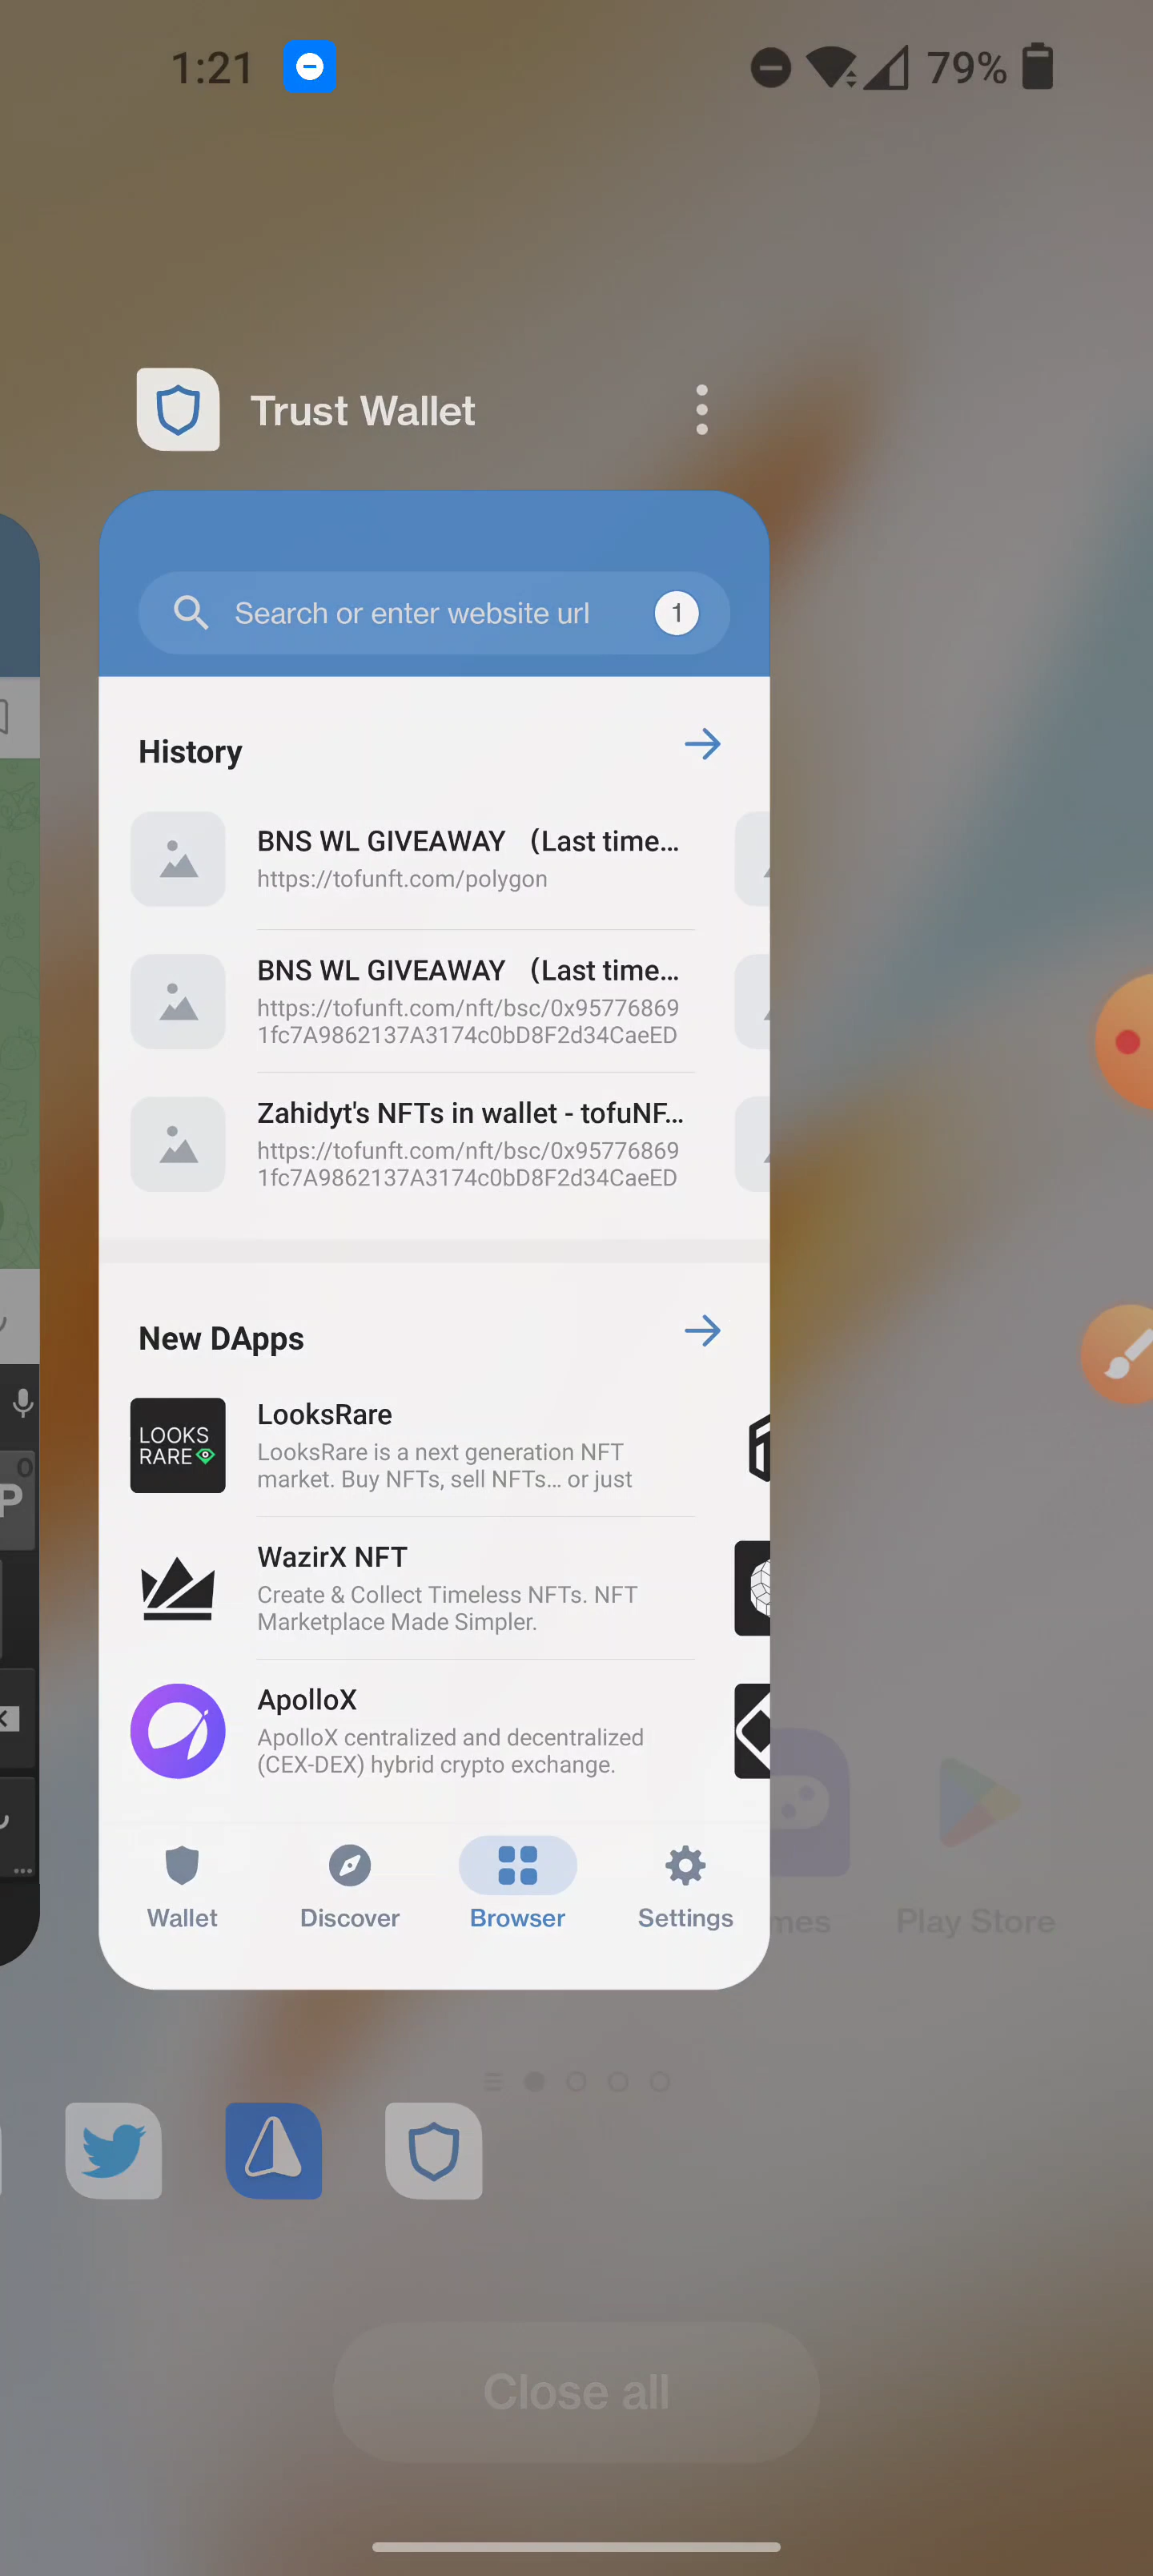 1:21
79%
Trust Wallet
Search or enter website url
1
History
BNS WL GIVEAWAY （Last time...
https://tofunft.com/polygon
BNS WL GIVEAWAY （Last time...
https://tofunft.com/nft/bsc/0x95776869
1fc7A9862137A3174c0bD8F2d34CaeED
Zahidyt's NFTs in wallet - tofuNF...
https://tofunft.com/nft/bsc/0x95776869
1fc7A9862137A3174c0bD8F2d34CaeED
New DApps
LOOKS
RARE
LooksRare
LooksRare is a next generation NFT
market. Buy NFTs, sell NFTs... or just
0
P
WazirX NFT
Create & Collect Timeless NFTs. NFT
Marketplace Made Simpler.
ApolloX
ApolloX centralized and decentralized
(CEX-DEX) hybrid crypto exchange.
Wallet
Discover
Browser
Settings
mes
Play Store
Close all